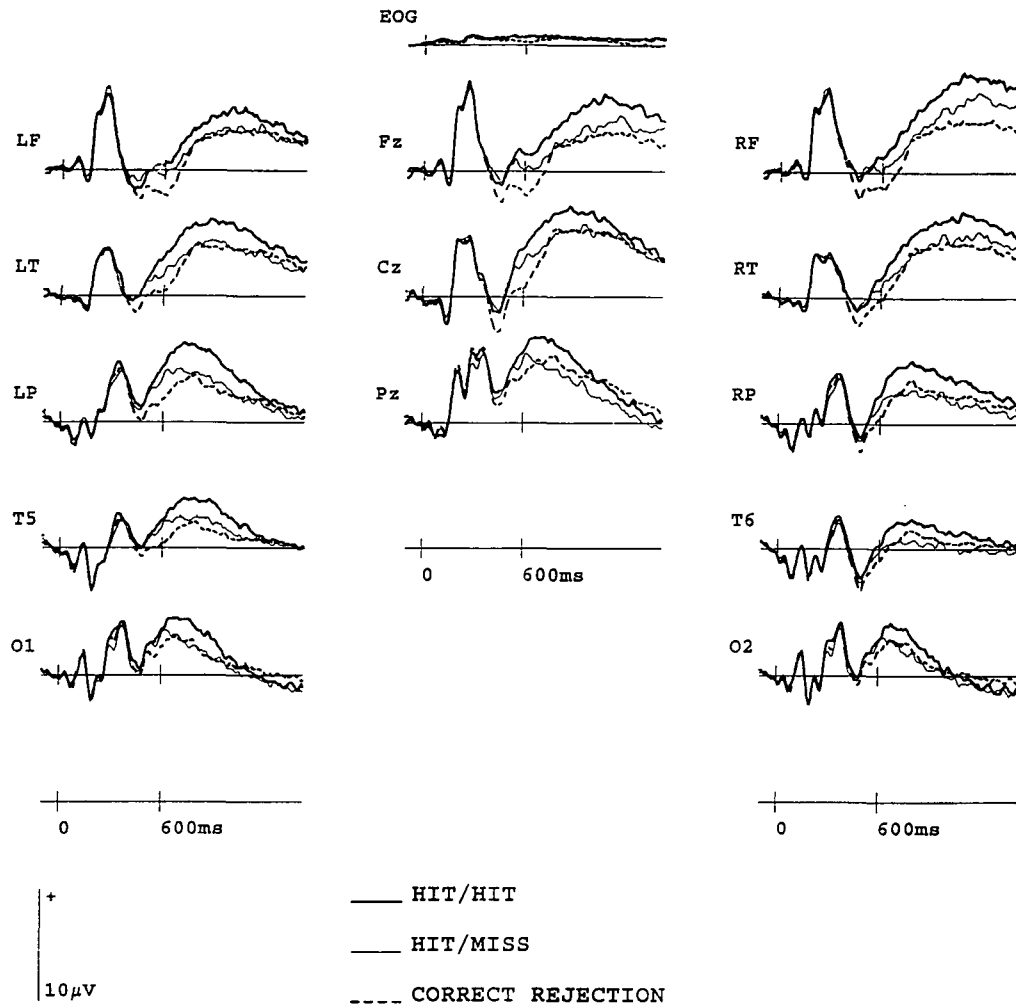 EOG
LF
Fz
RF
LT
Cz
RT
LP
Pz
RP
T5
T6
0
600ms
O1
O2
0
600ms
0
600ms
+
10μV
HIT/HIT
HIT/MISS
CORRECT REJECTION